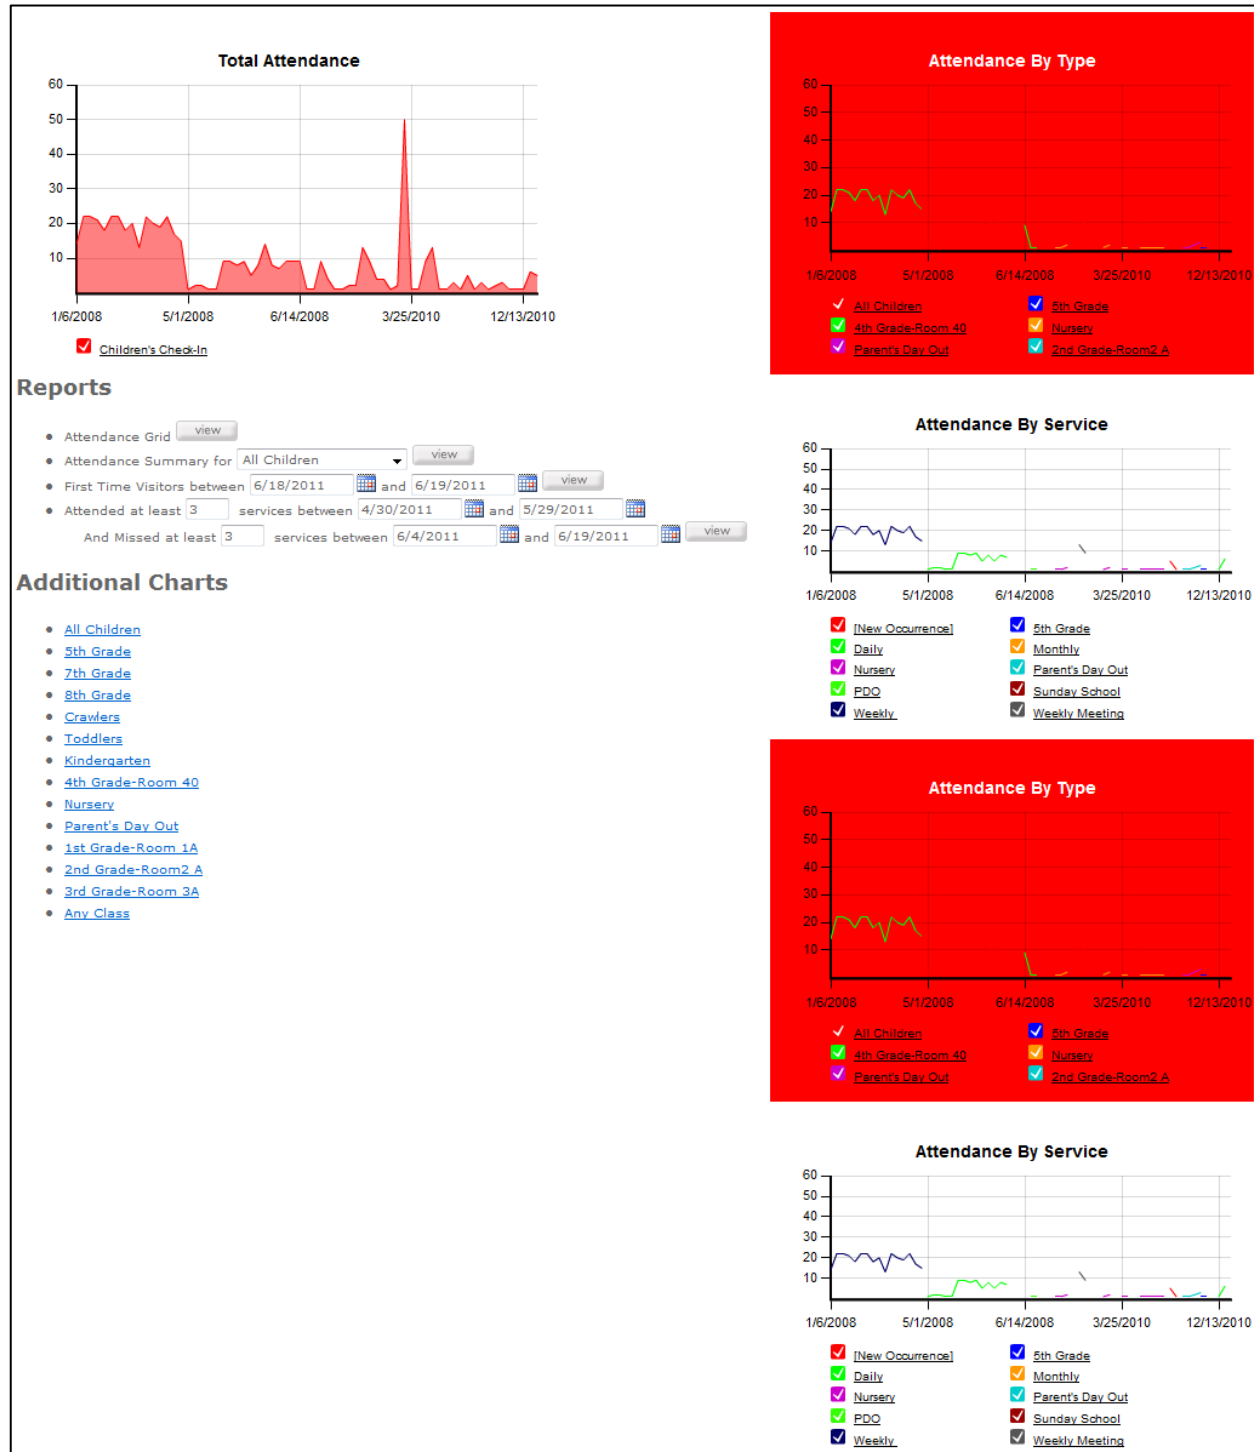 Total Attendance
60
50
40
30
20
10
1/6/2008 5/1/2008 6/14/2008 3/25/2010 12/13/2010
Children's Check-In
Reports
Attendance Grid view
Attendance Summary for All Children view
First Time Visitors between 6/18/2011 and 6/19/2011 view
Attended at least 3 services between 4/30/2011 and 5/29/2011
And Missed at least 3 services between 6/4/2011 and 6/19/2011 view
Additional Charts
All Children
5th Grade
7th Grade
8th Grade
Crawlers
Toddlers
Kindergarten
4th Grade-Room 40
Nursery
Parent's Day Out
1st Grade-Room 1A
2nd Grade-Room2 A
3rd Grade-Room 3A
Any Class
Attendance By Type
60
50
40
30
20
10
1/6/2008 5/1/2008 6/14/2008 3/25/2010 12/13/2010
All Children 5th Grade
4th Grade-Room 40 Nursery
Parent's Day Out 2nd Grade-Room2 A
Attendance By Service
60
50
40
30
20
10
1/6/2008 5/1/2008 6/14/2008 3/25/2010 12/13/2010
[New Occurrence] 5th Grade
Daily Monthly
Nursery Parent's Day Out
PDO Sunday School
Weekly Weekly Meeting
Attendance By Type
60
50
40
30
20
10
1/6/2008 5/1/2008 6/14/2008 3/25/2010 12/13/2010
All Children 5th Grade
4th Grade-Room 40 Nursery
Parent's Day Out 2nd Grade-Room2 A
Attendance By Service
60
50
40
30
20
10
1/6/2008 5/1/2008 6/14/2008 3/25/2010 12/13/2010
[New Occurrence] 5th Grade
Daily Monthly
Nursery Parent's Day Out
PDO Sunday School
Weekly Weekly Meeting